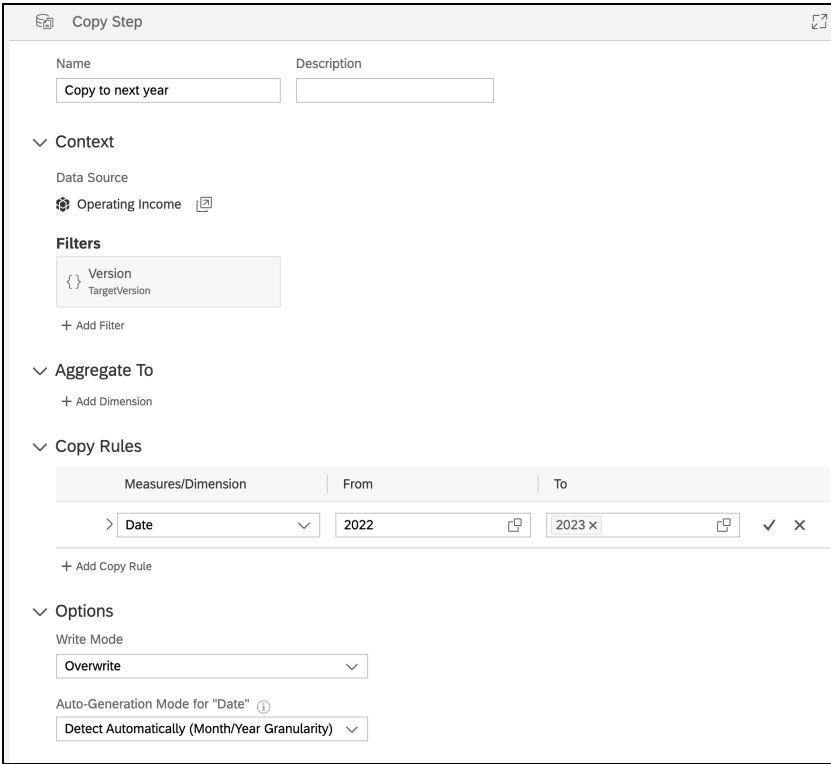 Copy Step
Name Description
Copy to next year
Context
Data Source
Operating Income
Filters
{ } Version
TargetVersion
+ Add Filter
Aggregate To
+ Add Dimension
Copy Rules
Measures/Dimension From To
Date 2022 2023 ×
+ Add Copy Rule
Options
Write Mode
Overwrite
Auto-Generation Mode for "Date"
Detect Automatically (Month/Year Granularity)